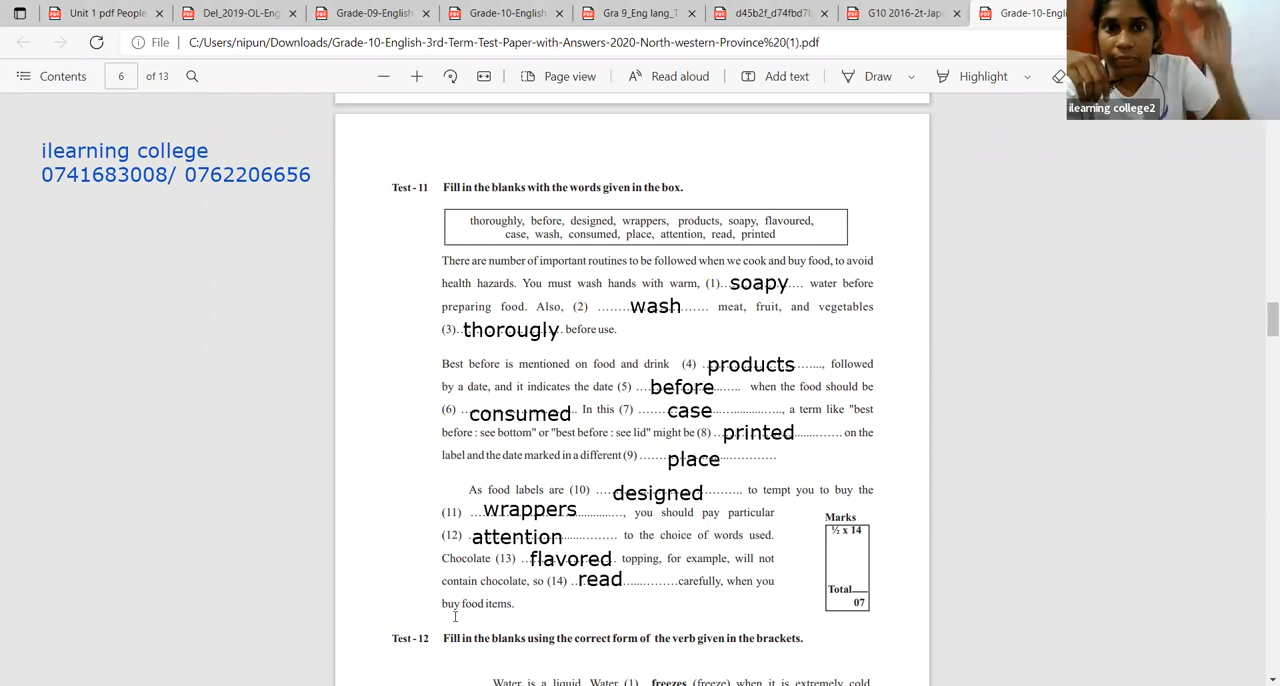 Unit 1 pdf People
Del_2019-OL-Eng
Grade-09-English
Grade-10-English
Gra 9_Eng lang_T
d45b2f_d74fbd7b
G10 2016-2t-Japu
Grade-10-Engl
File C:/Users/nipun/Downloads/Grade-10-English-3rd-Term-Test-Paper-with-Answers-2020-North-western-Province%20(1).pdf
Contents 6 of 13 Page view Read aloud Add text Draw Highlight
ilearning college2
ilearning college
0741683008/ 0762206656
Test - 11 Fill in the blanks with the words given in the box.
thoroughly, before, designed, wrappers, products, soapy, flavoured,
case, wash, consumed, place, attention, read, printed
There are number of important routines to be followed when we cook and buy food, to avoid
health hazards. You must wash hands with warm, (1)...soapy.... water before
preparing food. Also, (2) ......wash...... meat, fruit, and vegetables
(3)..thorougly.. before use.
Best before is mentioned on food and drink (4) ..products......, followed
by a date, and it indicates the date (5) ...before..... when the food should be
(6) ..consumed... In this (7) ......case............, a term like "best
before : see bottom" or "best before : see lid" might be (8) ..printed......... on the
label and the date marked in a different (9) ......place............
As food labels are (10) ....designed........ to tempt you to buy the
(11) ...wrappers............, you should pay particular
(12) ..attention............ to the choice of words used.
Chocolate (13) ..flavored.. topping, for example, will not
contain chocolate, so (14) ..read............carefully, when you
buy food items.
Marks
½ x 14
Total
07
Test - 12 Fill in the blanks using the correct form of the verb given in the brackets.
Water is a liquid. Water (1) freezes (freeze) when it is extremely cold